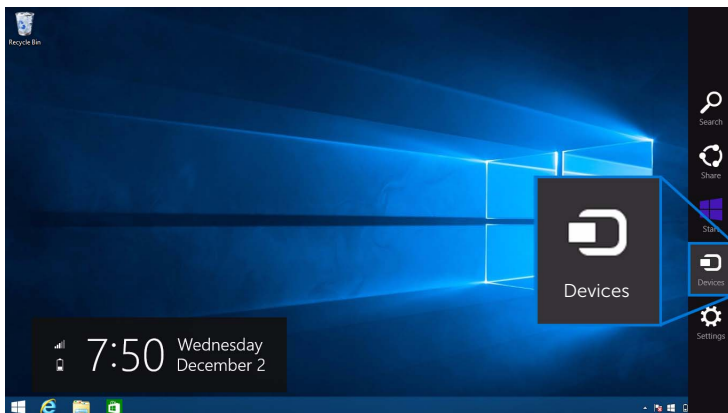 Recycle Bin
Search
Share
Start
Devices
Devices
Settings
7:50
Wednesday
December 2